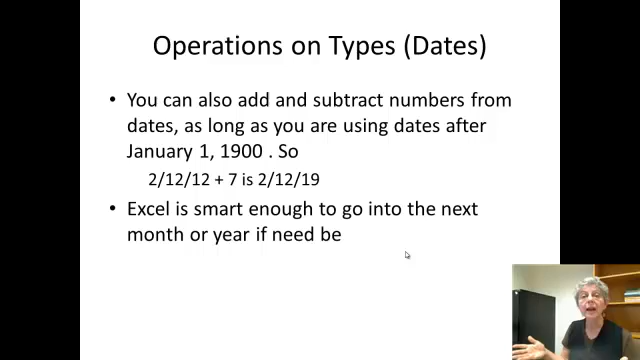 Operations on Types (Dates)
• You can also add and subtract numbers from
dates, as long as you are using dates after
January 1, 1900 . So
2/12/12 + 7 is 2/12/19
• Excel is smart enough to go into the next
month or year if need be